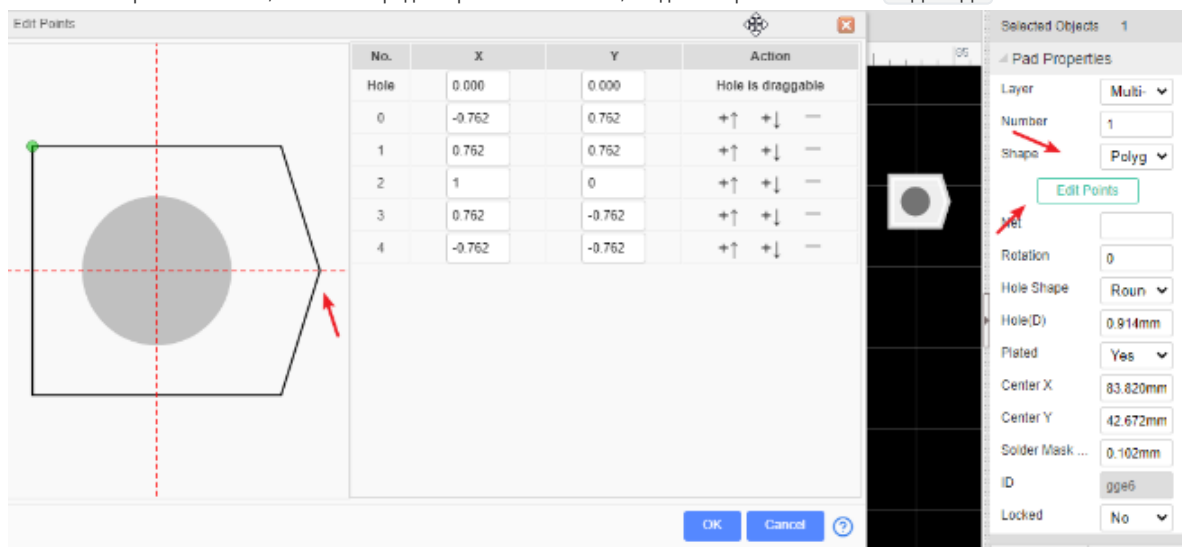 Edit Points
No. X Y Action
Hole 0.000 0.000 Hole is draggable
0 -0.762 0.762
1 0.762 0.762
2 1 0
3 0.762 -0.762
4 -0.762 -0.762
OK Cancel ?
Selected Objects 1
Pad Properties
Layer Multi-
Number 1
Shape Polyg
Edit Points
Net
Rotation 0
Hole Shape Roun
Hole(D) 0.914mm
Plated Yes
Center X 83.820mm
Center Y 42.672mm
Solder Mask ... 0.102mm
ID gge6
Locked No